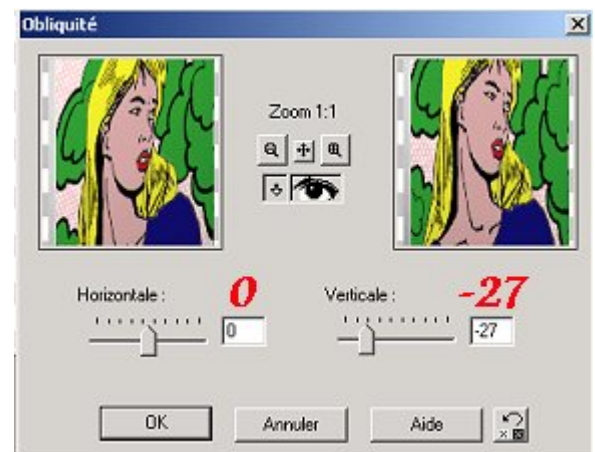 Obliquité
Zoom 1:1
Horizontale : 0
0
Verticale : -27
-27
OK Annuler Aide